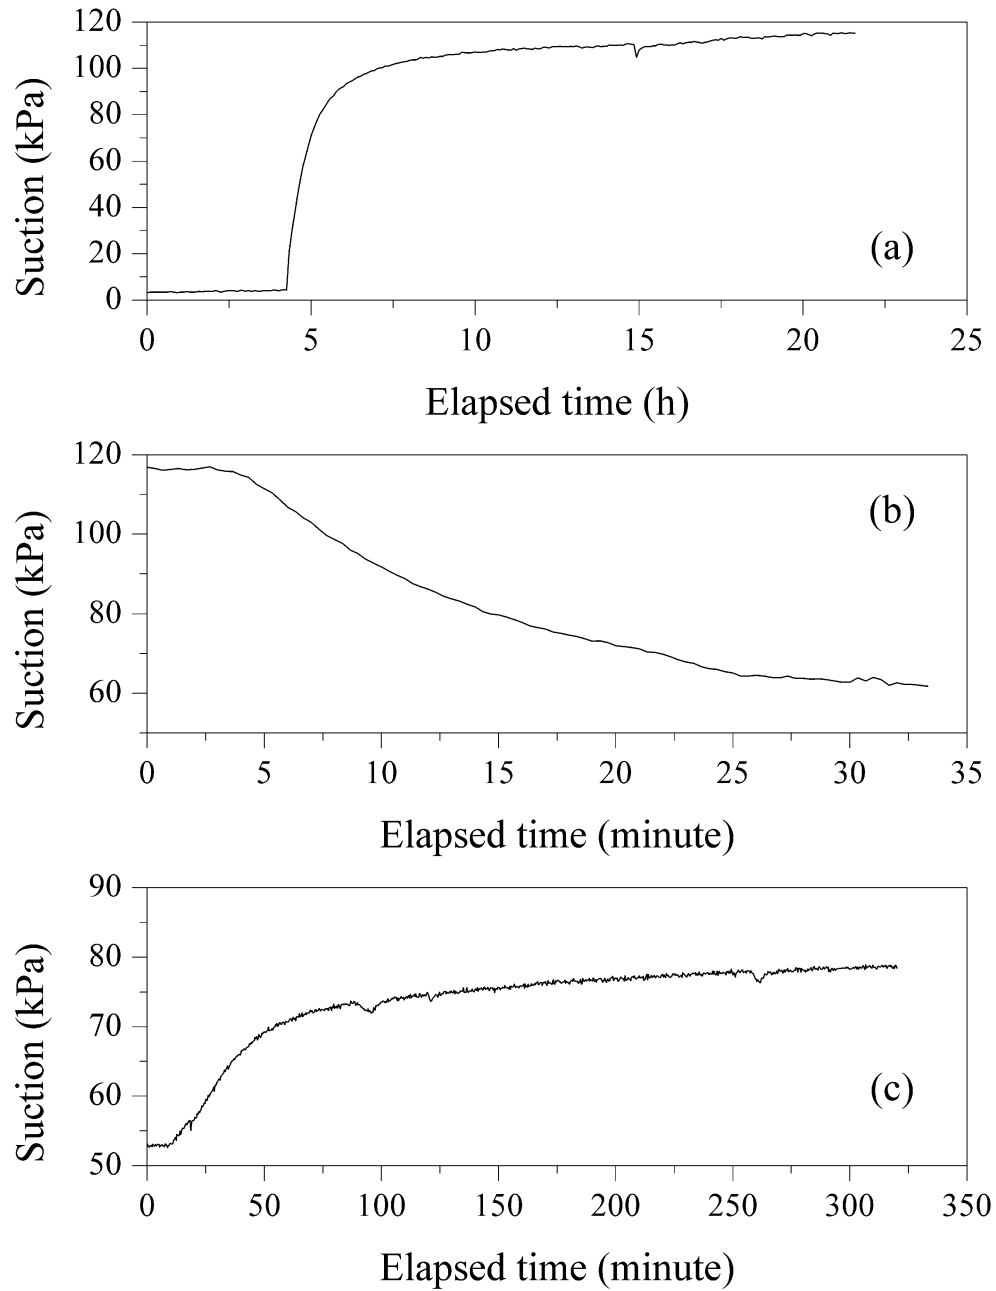 120
100
80
60
40
20
0
Suction (kPa)
(a)
0 5 10 15 20 25
Elapsed time (h)
120
100
80
60
Suction (kPa)
(b)
0 5 10 15 20 25 30 35
Elapsed time (minute)
90
80
70
60
50
Suction (kPa)
(c)
0 50 100 150 200 250 300 350
Elapsed time (minute)